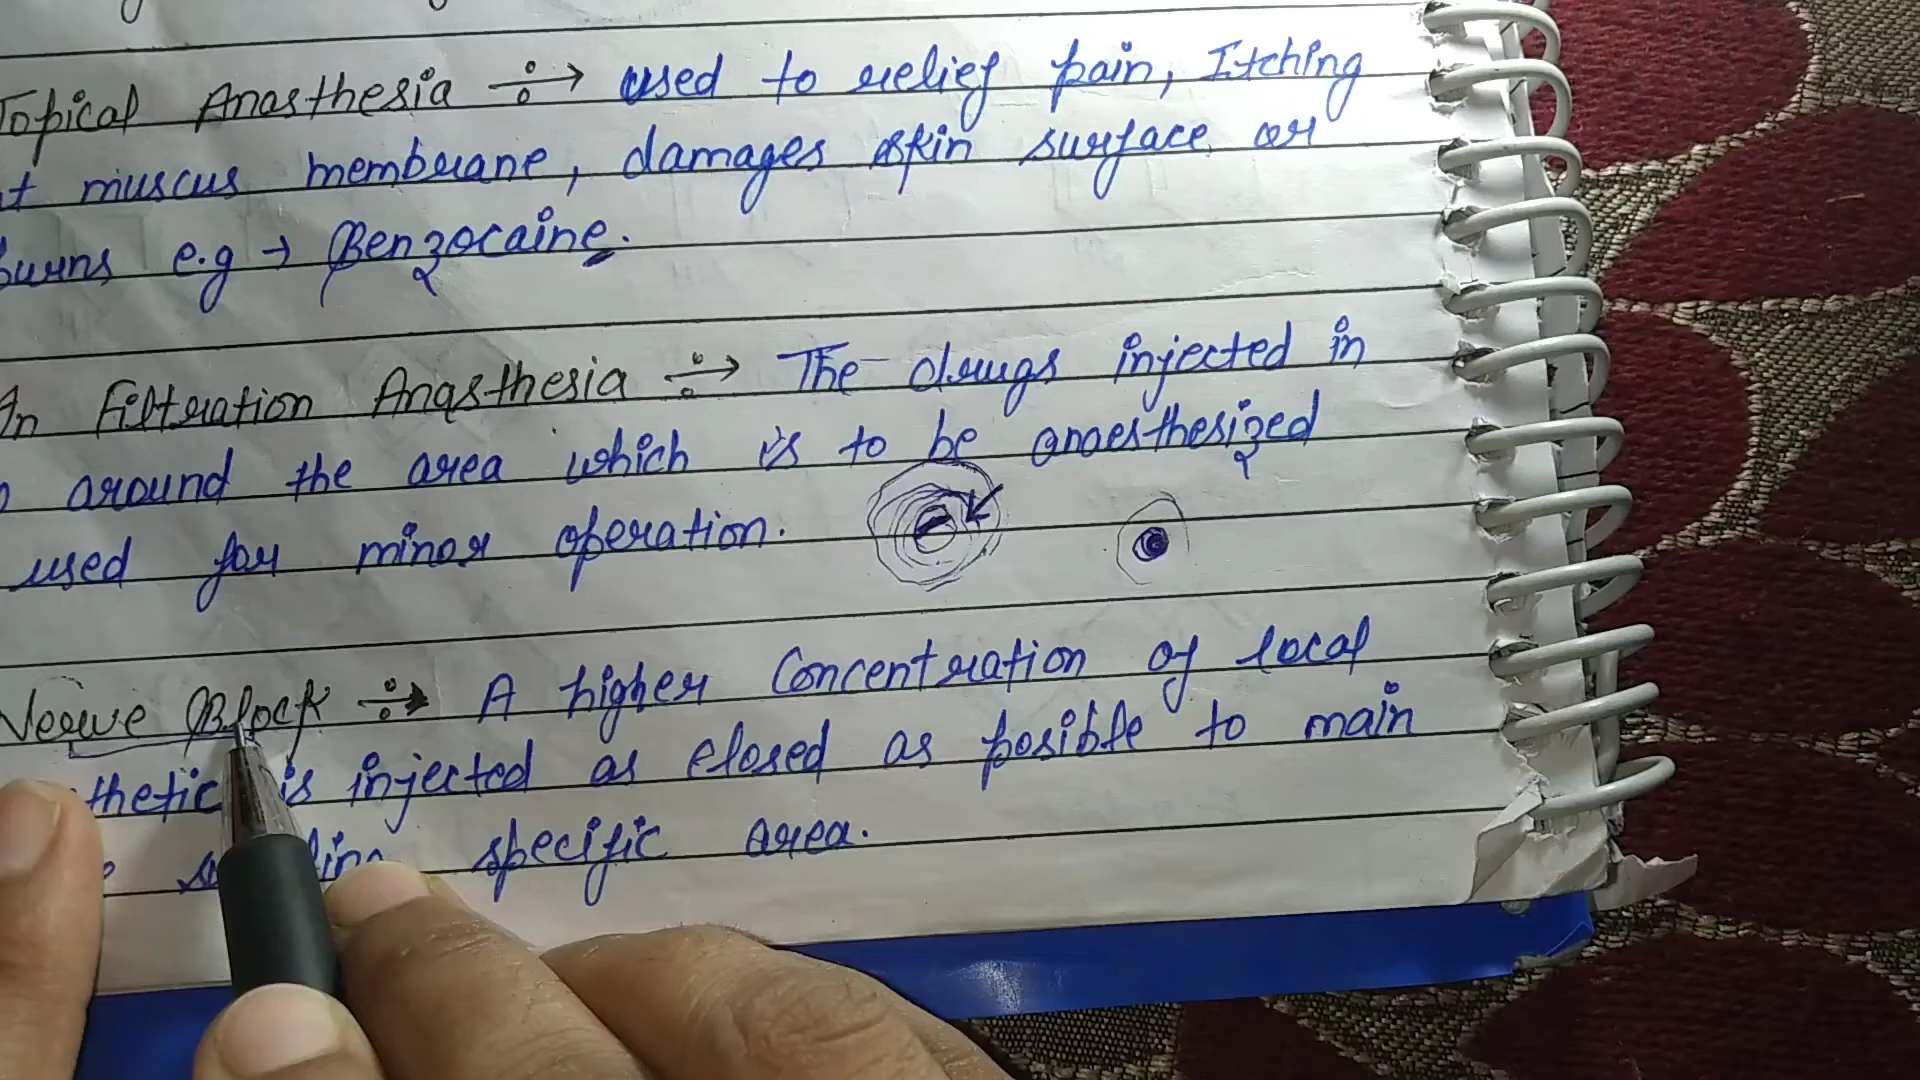 Topical Anasthesia ÷→ used to relief pain, Itching
at muscus membrane, damages skin surface or
burns e.g → Benzocaine.
In Filtration Anasthesia ÷→ The drugs injected in
around the area which is to be anaesthesized
used for minor operation.
Nerve Block ÷→ A higher Concentration of local
thetic is injected as closed as posible to main
specific area.